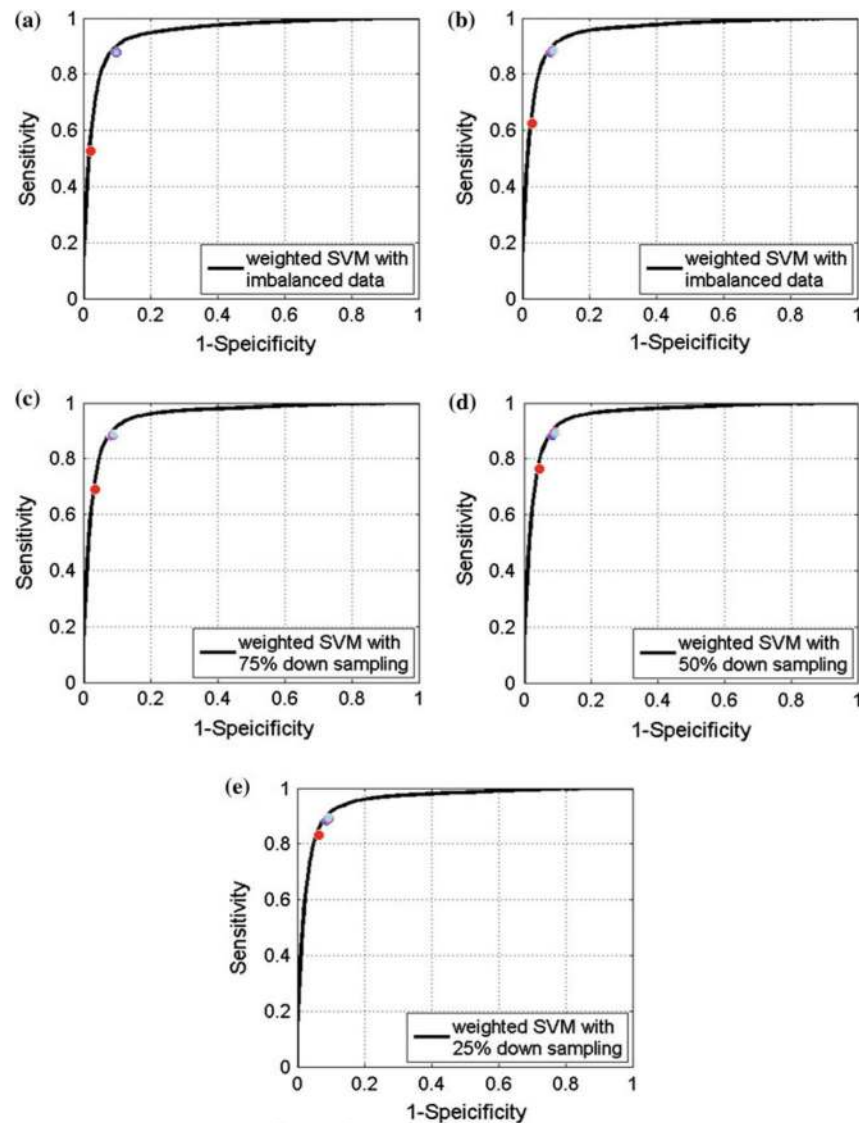 (a)
1
0.8
0.6
0.4
0.2
0
Sensitivity
weighted SVM with
imbalanced data
0.2 0.4 0.6 0.8 1
1-Speicificity
(b)
1
0.8
0.6
0.4
0.2
0
Sensitivity
weighted SVM with
imbalanced data
0.2 0.4 0.6 0.8 1
1-Speicificity
(c)
1
0.8
0.6
0.4
0.2
0
Sensitivity
weighted SVM with
75% down sampling
0 0.2 0.4 0.6 0.8 1
1-Speicificity
(d)
1
0.8
0.6
0.4
0.2
0
Sensitivity
weighted SVM with
50% down sampling
0 0.2 0.4 0.6 0.8 1
1-Speicificity
(e)
1
0.8
0.6
0.4
0.2
0
Sensitivity
weighted SVM with
25% down sampling
0 0.2 0.4 0.6 0.8 1
1-Speicificity